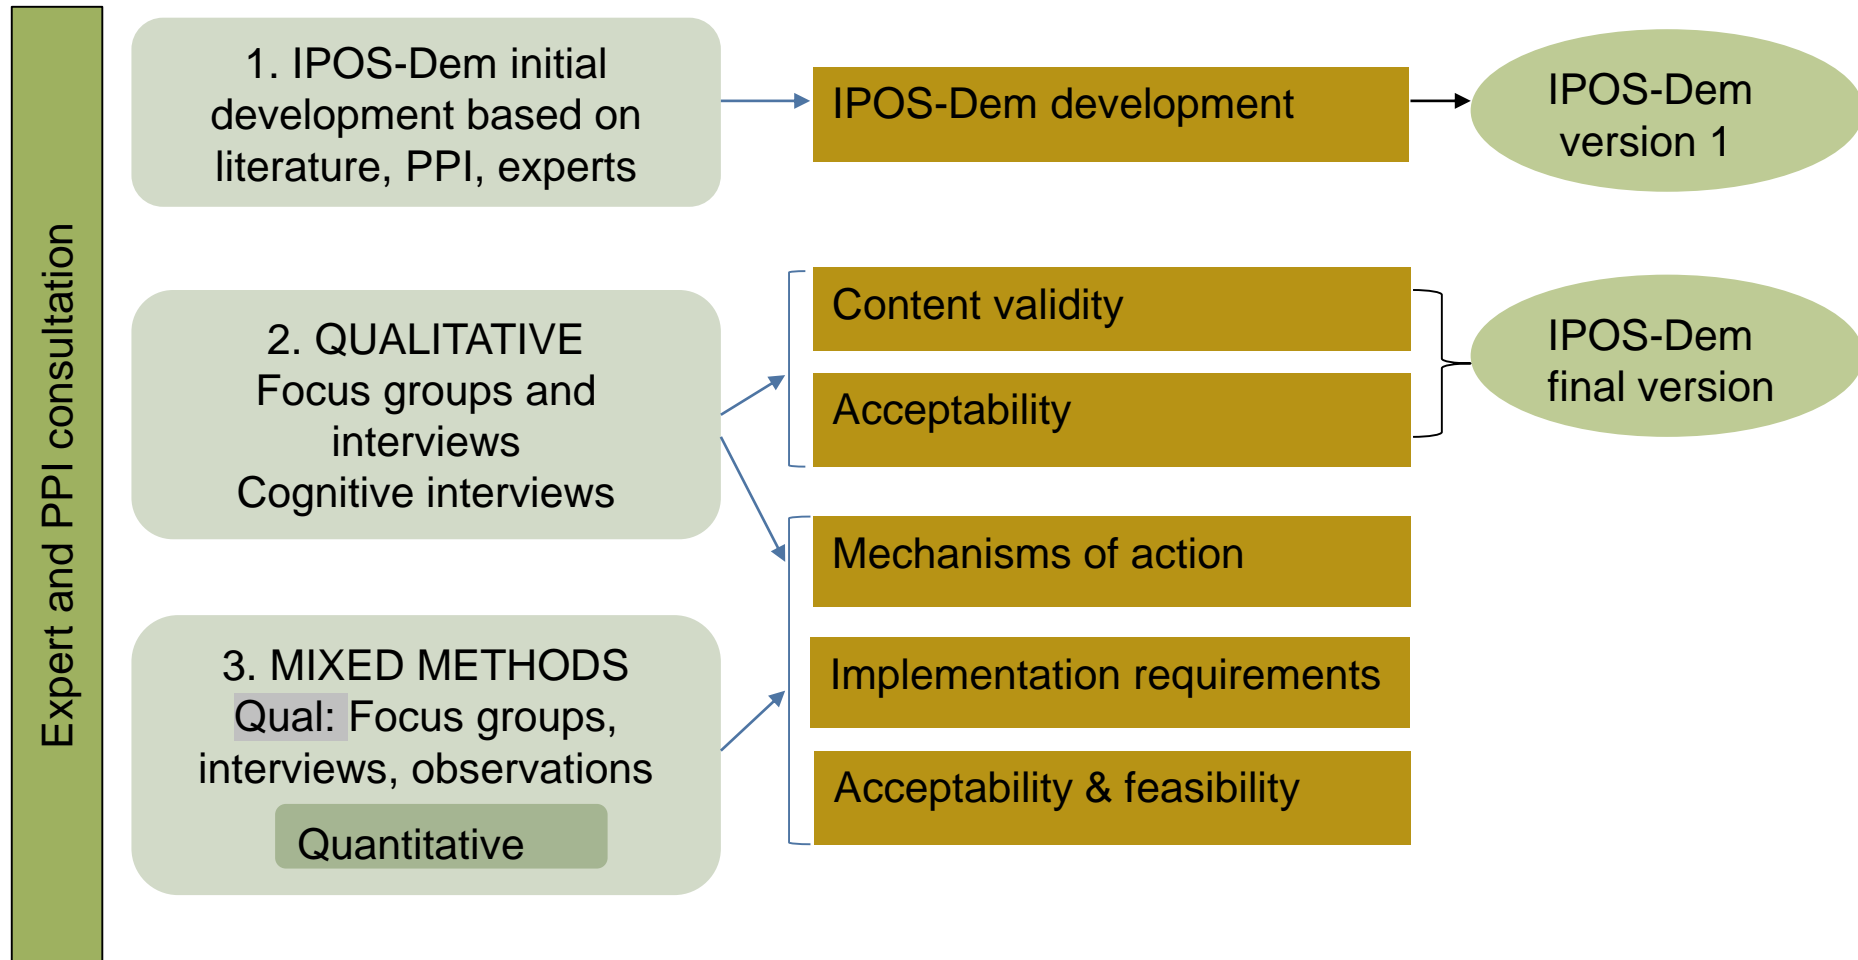 Expert and PPI consultation
1. IPOS-Dem initial
development based on
literature, PPI, experts
IPOS-Dem development
IPOS-Dem
version 1
2. QUALITATIVE
Focus groups and
interviews
Cognitive interviews
Content validity
Acceptability
IPOS-Dem
final version
3. MIXED METHODS
Qual: Focus groups,
interviews, observations
Quantitative
Mechanisms of action
Implementation requirements
Acceptability & feasibility